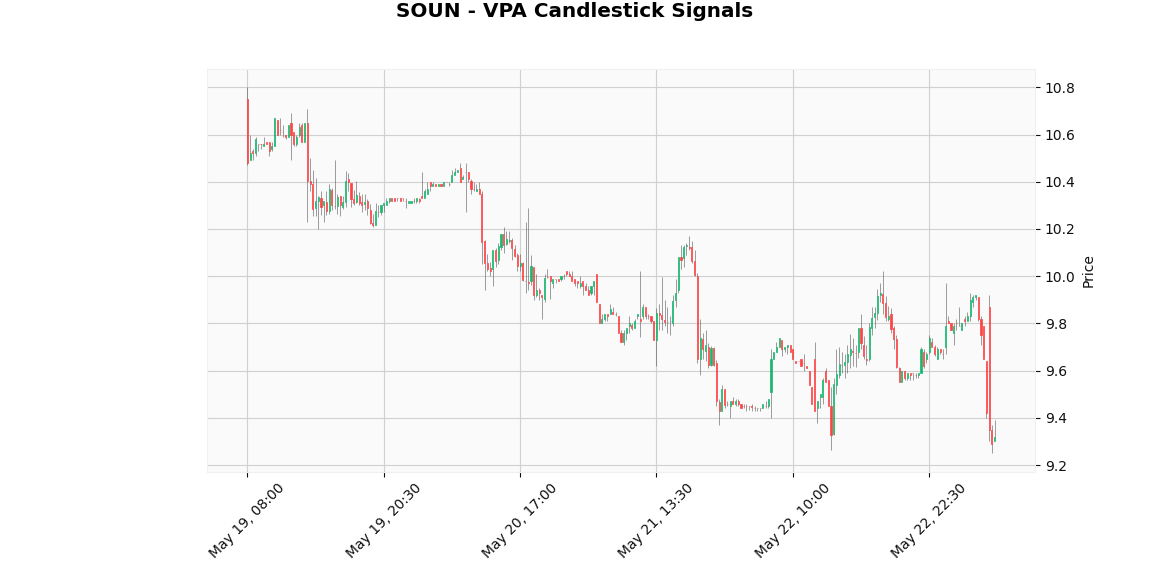 SOUN - VPA Candlestick Signals
10.8
10.6
10.4
10.2
10.0
9.8
9.6
9.4
9.2
Price
May 19, 08:00
May 19, 20:30
May 20, 17:00
May 21, 13:30
May 22, 10:00
May 22, 22:30